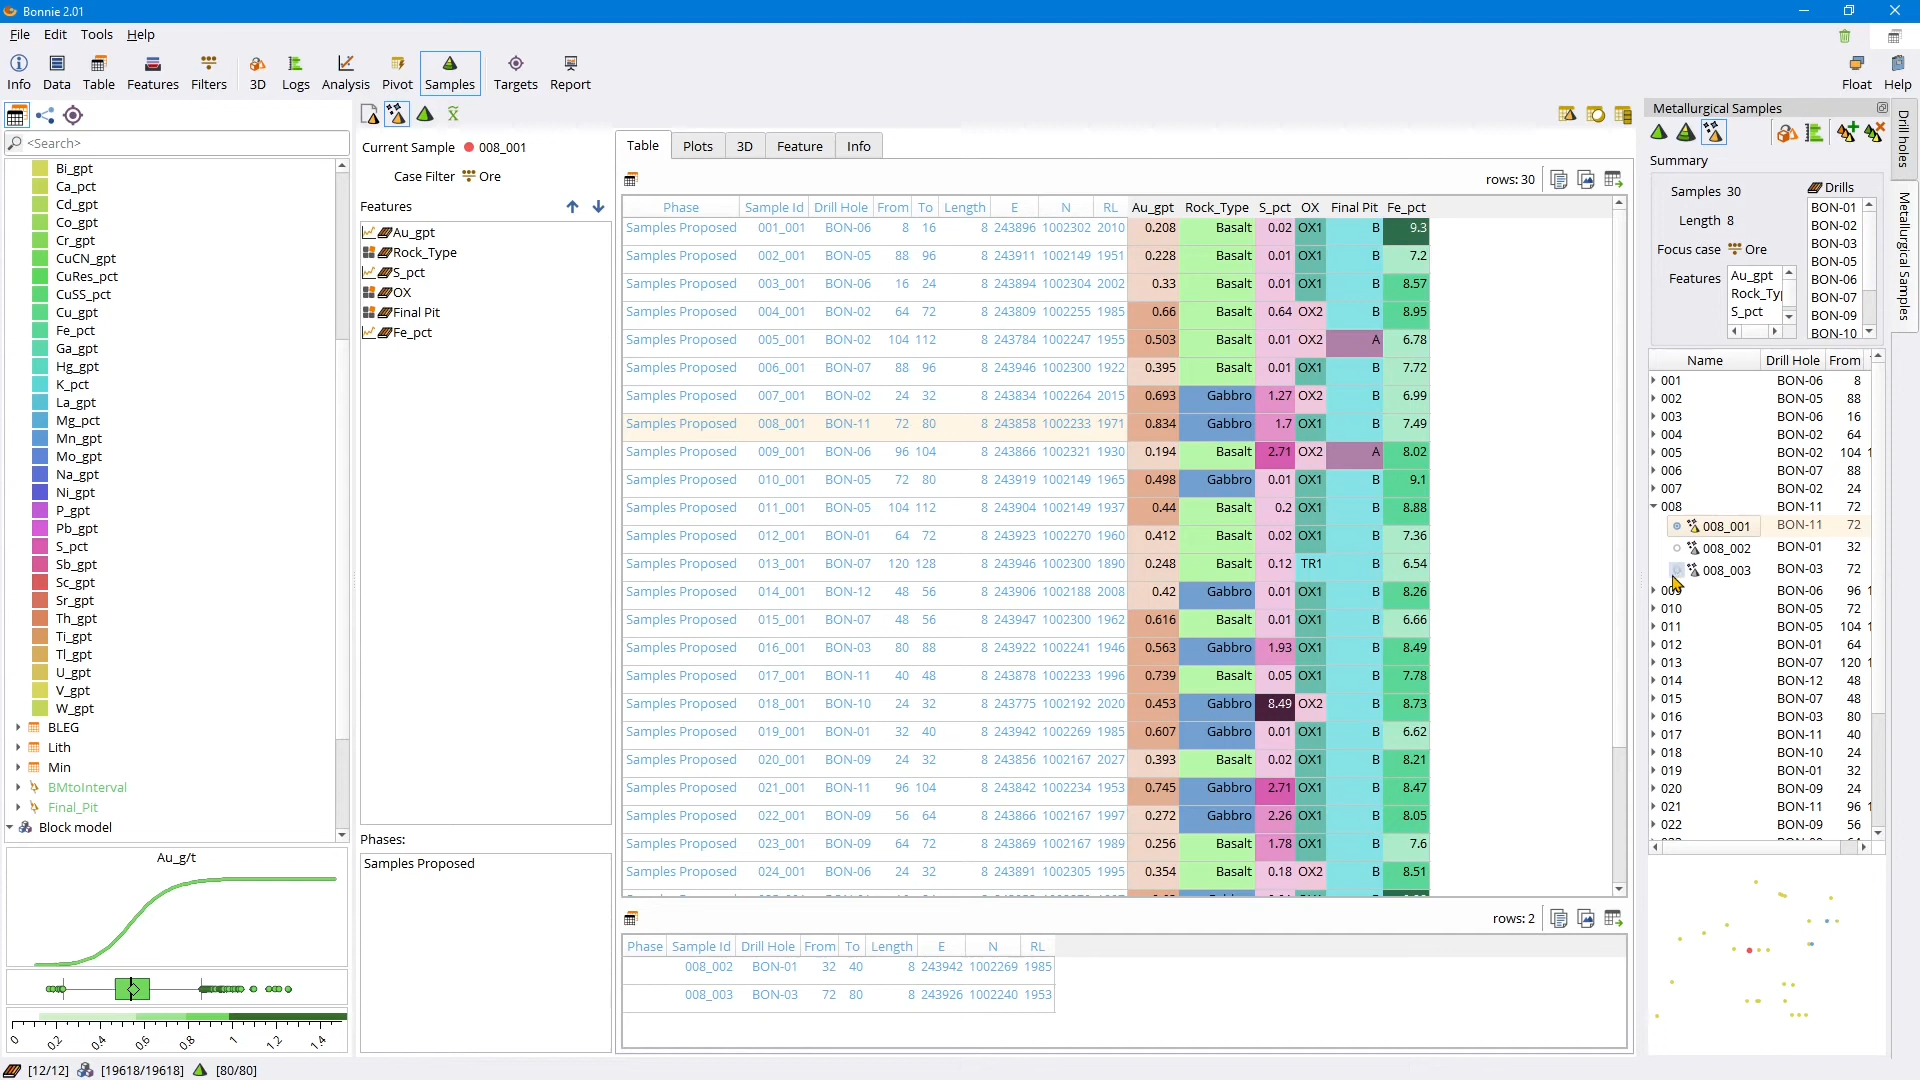 Bonnie 2.01
File Edit Tools Help
Info Data Table Features Filters 3D Logs Analysis Pivot Samples Targets Report Float Help
<Search>
Bi_gpt
Ca_pct
Cd_gpt
Co_gpt
Cr_gpt
CuCN_gpt
CuRes_pct
CuSS_pct
Cu_gpt
Fe_pct
Ga_gpt
Hg_gpt
K_pct
La_gpt
Mg_pct
Mn_gpt
Mo_gpt
Na_gpt
Ni_gpt
P_gpt
Pb_gpt
S_pct
Sb_gpt
Sc_gpt
Sr_gpt
Th_gpt
Ti_gpt
Tl_gpt
U_gpt
V_gpt
W_gpt
BLEG
Lith
Min
BMtoInterval
Final_Pit
Block model
Au_g/t
0 0.2 0.4 0.6 0.8 1 1.2 1.4
[12/12] [19618/19618] [80/80]
Current Sample 008_001
Case Filter Ore
Features
Au_gpt
Rock_Type
S_pct
OX
Final Pit
Fe_pct
Phases:
Samples Proposed
Table Plots 3D Feature Info
rows: 30
Phase Sample Id Drill Hole From To Length E N RL Au_gpt Rock_Type S_pct OX Final Pit Fe_pct
Samples Proposed 001_001 BON-06 8 16 8 243896 1002302 2010 0.208 Basalt 0.02 OX1 B 9.3
Samples Proposed 002_001 BON-05 88 96 8 243911 1002149 1951 0.228 Basalt 0.01 OX1 B 7.2
Samples Proposed 003_001 BON-06 16 24 8 243894 1002304 2002 0.33 Basalt 0.01 OX1 B 8.57
Samples Proposed 004_001 BON-02 64 72 8 243809 1002255 1985 0.66 Basalt 0.64 OX2 B 8.95
Samples Proposed 005_001 BON-02 104 112 8 243784 1002247 1955 0.503 Basalt 0.01 OX2 A 6.78
Samples Proposed 006_001 BON-07 88 96 8 243946 1002300 1922 0.395 Basalt 0.01 OX1 B 7.72
Samples Proposed 007_001 BON-02 24 32 8 243834 1002264 2015 0.693 Gabbro 1.27 OX2 B 6.99
Samples Proposed 008_001 BON-11 72 80 8 243858 1002233 1971 0.834 Gabbro 1.7 OX1 B 7.49
Samples Proposed 009_001 BON-06 96 104 8 243866 1002321 1930 0.194 Basalt 2.71 OX2 A 8.02
Samples Proposed 010_001 BON-05 72 80 8 243919 1002149 1965 0.498 Gabbro 0.01 OX1 B 9.1
Samples Proposed 011_001 BON-05 104 112 8 243904 1002149 1937 0.44 Basalt 0.2 OX1 B 8.88
Samples Proposed 012_001 BON-01 64 72 8 243923 1002270 1960 0.412 Basalt 0.02 OX1 B 7.36
Samples Proposed 013_001 BON-07 120 128 8 243946 1002300 1890 0.248 Basalt 0.12 TR1 B 6.54
Samples Proposed 014_001 BON-12 48 56 8 243906 1002188 2008 0.42 Gabbro 0.01 OX1 B 8.26
Samples Proposed 015_001 BON-07 48 56 8 243947 1002300 1962 0.616 Basalt 0.01 OX1 B 6.66
Samples Proposed 016_001 BON-03 80 88 8 243922 1002241 1946 0.563 Gabbro 1.93 OX1 B 8.49
Samples Proposed 017_001 BON-11 40 48 8 243878 1002233 1996 0.739 Basalt 0.05 OX1 B 7.78
Samples Proposed 018_001 BON-10 24 32 8 243775 1002192 2020 0.453 Gabbro 8.49 OX2 B 8.73
Samples Proposed 019_001 BON-01 32 40 8 243942 1002269 1985 0.607 Gabbro 0.01 OX1 B 6.62
Samples Proposed 020_001 BON-09 24 32 8 243856 1002167 2027 0.393 Basalt 0.02 OX1 B 8.21
Samples Proposed 021_001 BON-11 96 104 8 243842 1002234 1953 0.745 Gabbro 2.71 OX1 B 8.47
Samples Proposed 022_001 BON-09 56 64 8 243866 1002167 1997 0.272 Gabbro 2.26 OX1 B 8.05
Samples Proposed 023_001 BON-09 64 72 8 243869 1002167 1989 0.256 Basalt 1.78 OX1 B 7.6
Samples Proposed 024_001 BON-06 24 32 8 243891 1002305 1995 0.354 Basalt 0.18 OX2 B 8.51
rows: 2
Phase Sample Id Drill Hole From To Length E N RL
008_002 BON-01 32 40 8 243942 1002269 1985
008_003 BON-03 72 80 8 243926 1002240 1953
Metallurgical Samples
Summary
Samples 30
Length 8
Focus case Ore
Features Au_gpt
S_pct
Drills
BON-01
BON-02
BON-03
BON-05
BON-06
BON-07
BON-09
BON-10
Name Drill Hole From
001 BON-06 8
002 BON-05 88
003 BON-06 16
004 BON-02 64
005 BON-02 104
006 BON-07 88
007 BON-02 24
008 BON-11 72
008_001 BON-11 72
008_002 BON-01 32
008_003 BON-03 72
009 BON-06 96
010 BON-05 72
011 BON-05 104
012 BON-01 64
013 BON-07 120
014 BON-12 48
015 BON-07 48
016 BON-03 80
017 BON-11 40
018 BON-10 24
019 BON-01 32
020 BON-09 24
021 BON-11 96
022 BON-09 56
Drill holes
Metallurgical Samples